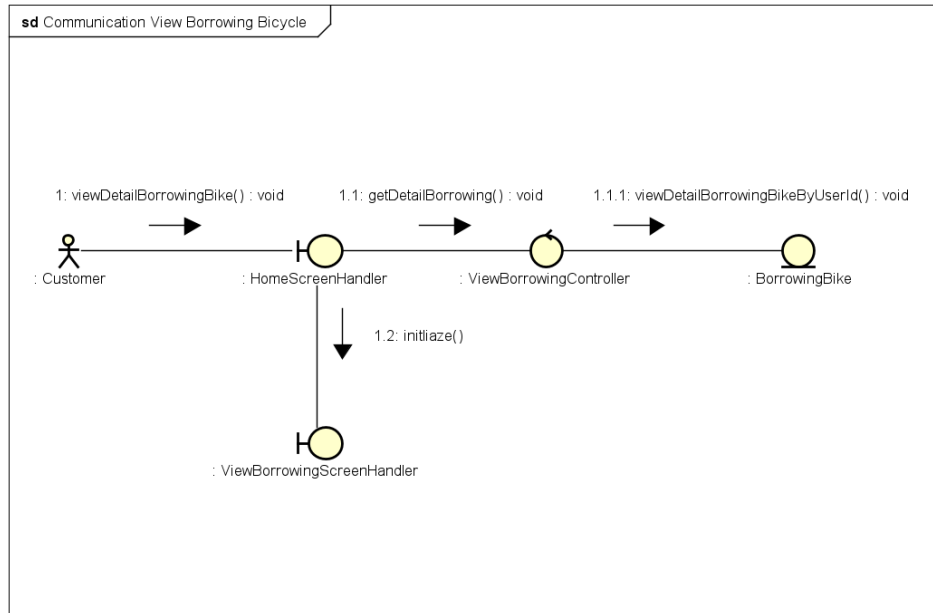 sd Communication View Borrowing Bicycle
1: viewDetailBorrowingBike() : void
1.1: getDetailBorrowing() : void
1.1.1: viewDetailBorrowingBikeByUserId() : void
: Customer
: HomeScreenHandler
: ViewBorrowingController
: BorrowingBike
1.2: initliaze()
: ViewBorrowingScreenHandler